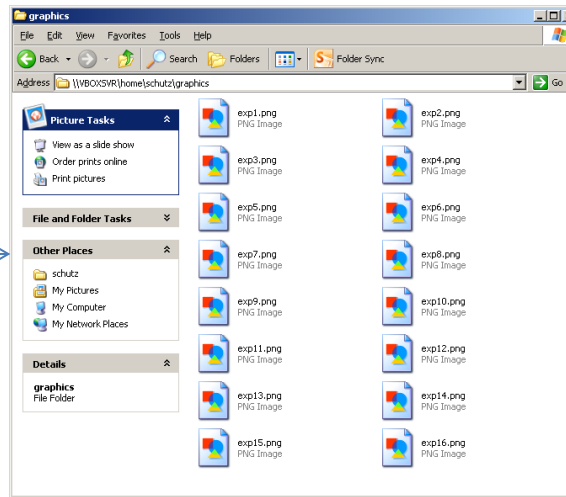 graphics
File Edit View Favorites Tools Help
Back Search Folders Folder Sync
Address \\VBOXSVR\home\schutz\graphics Go
Picture Tasks
View as a slide show
Order prints online
Print pictures
File and Folder Tasks
Other Places
schutz
My Pictures
My Computer
My Network Places
Details
graphics
File Folder
exp1.png
PNG Image
exp2.png
PNG Image
exp3.png
PNG Image
exp4.png
PNG Image
exp5.png
PNG Image
exp6.png
PNG Image
exp7.png
PNG Image
exp8.png
PNG Image
exp9.png
PNG Image
exp10.png
PNG Image
exp11.png
PNG Image
exp12.png
PNG Image
exp13.png
PNG Image
exp14.png
PNG Image
exp15.png
PNG Image
exp16.png
PNG Image